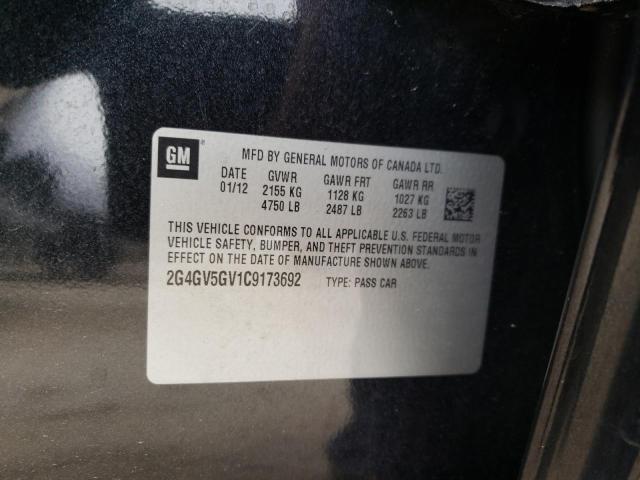 GM
MFD BY GENERAL MOTORS OF CANADA LTD.
DATE GVWR GAWR FRT GAWR RR
01/12 2155 KG 1128 KG 1027 KG
4750 LB 2487 LB 2263 LB
THIS VEHICLE CONFORMS TO ALL APPLICABLE U.S. FEDERAL MOTOR
VEHICLE SAFETY, BUMPER, AND THEFT PREVENTION STANDARDS IN
EFFECT ON THE DATE OF MANUFACTURE SHOWN ABOVE.
2G4GV5GV1C9173692 TYPE: PASS CAR